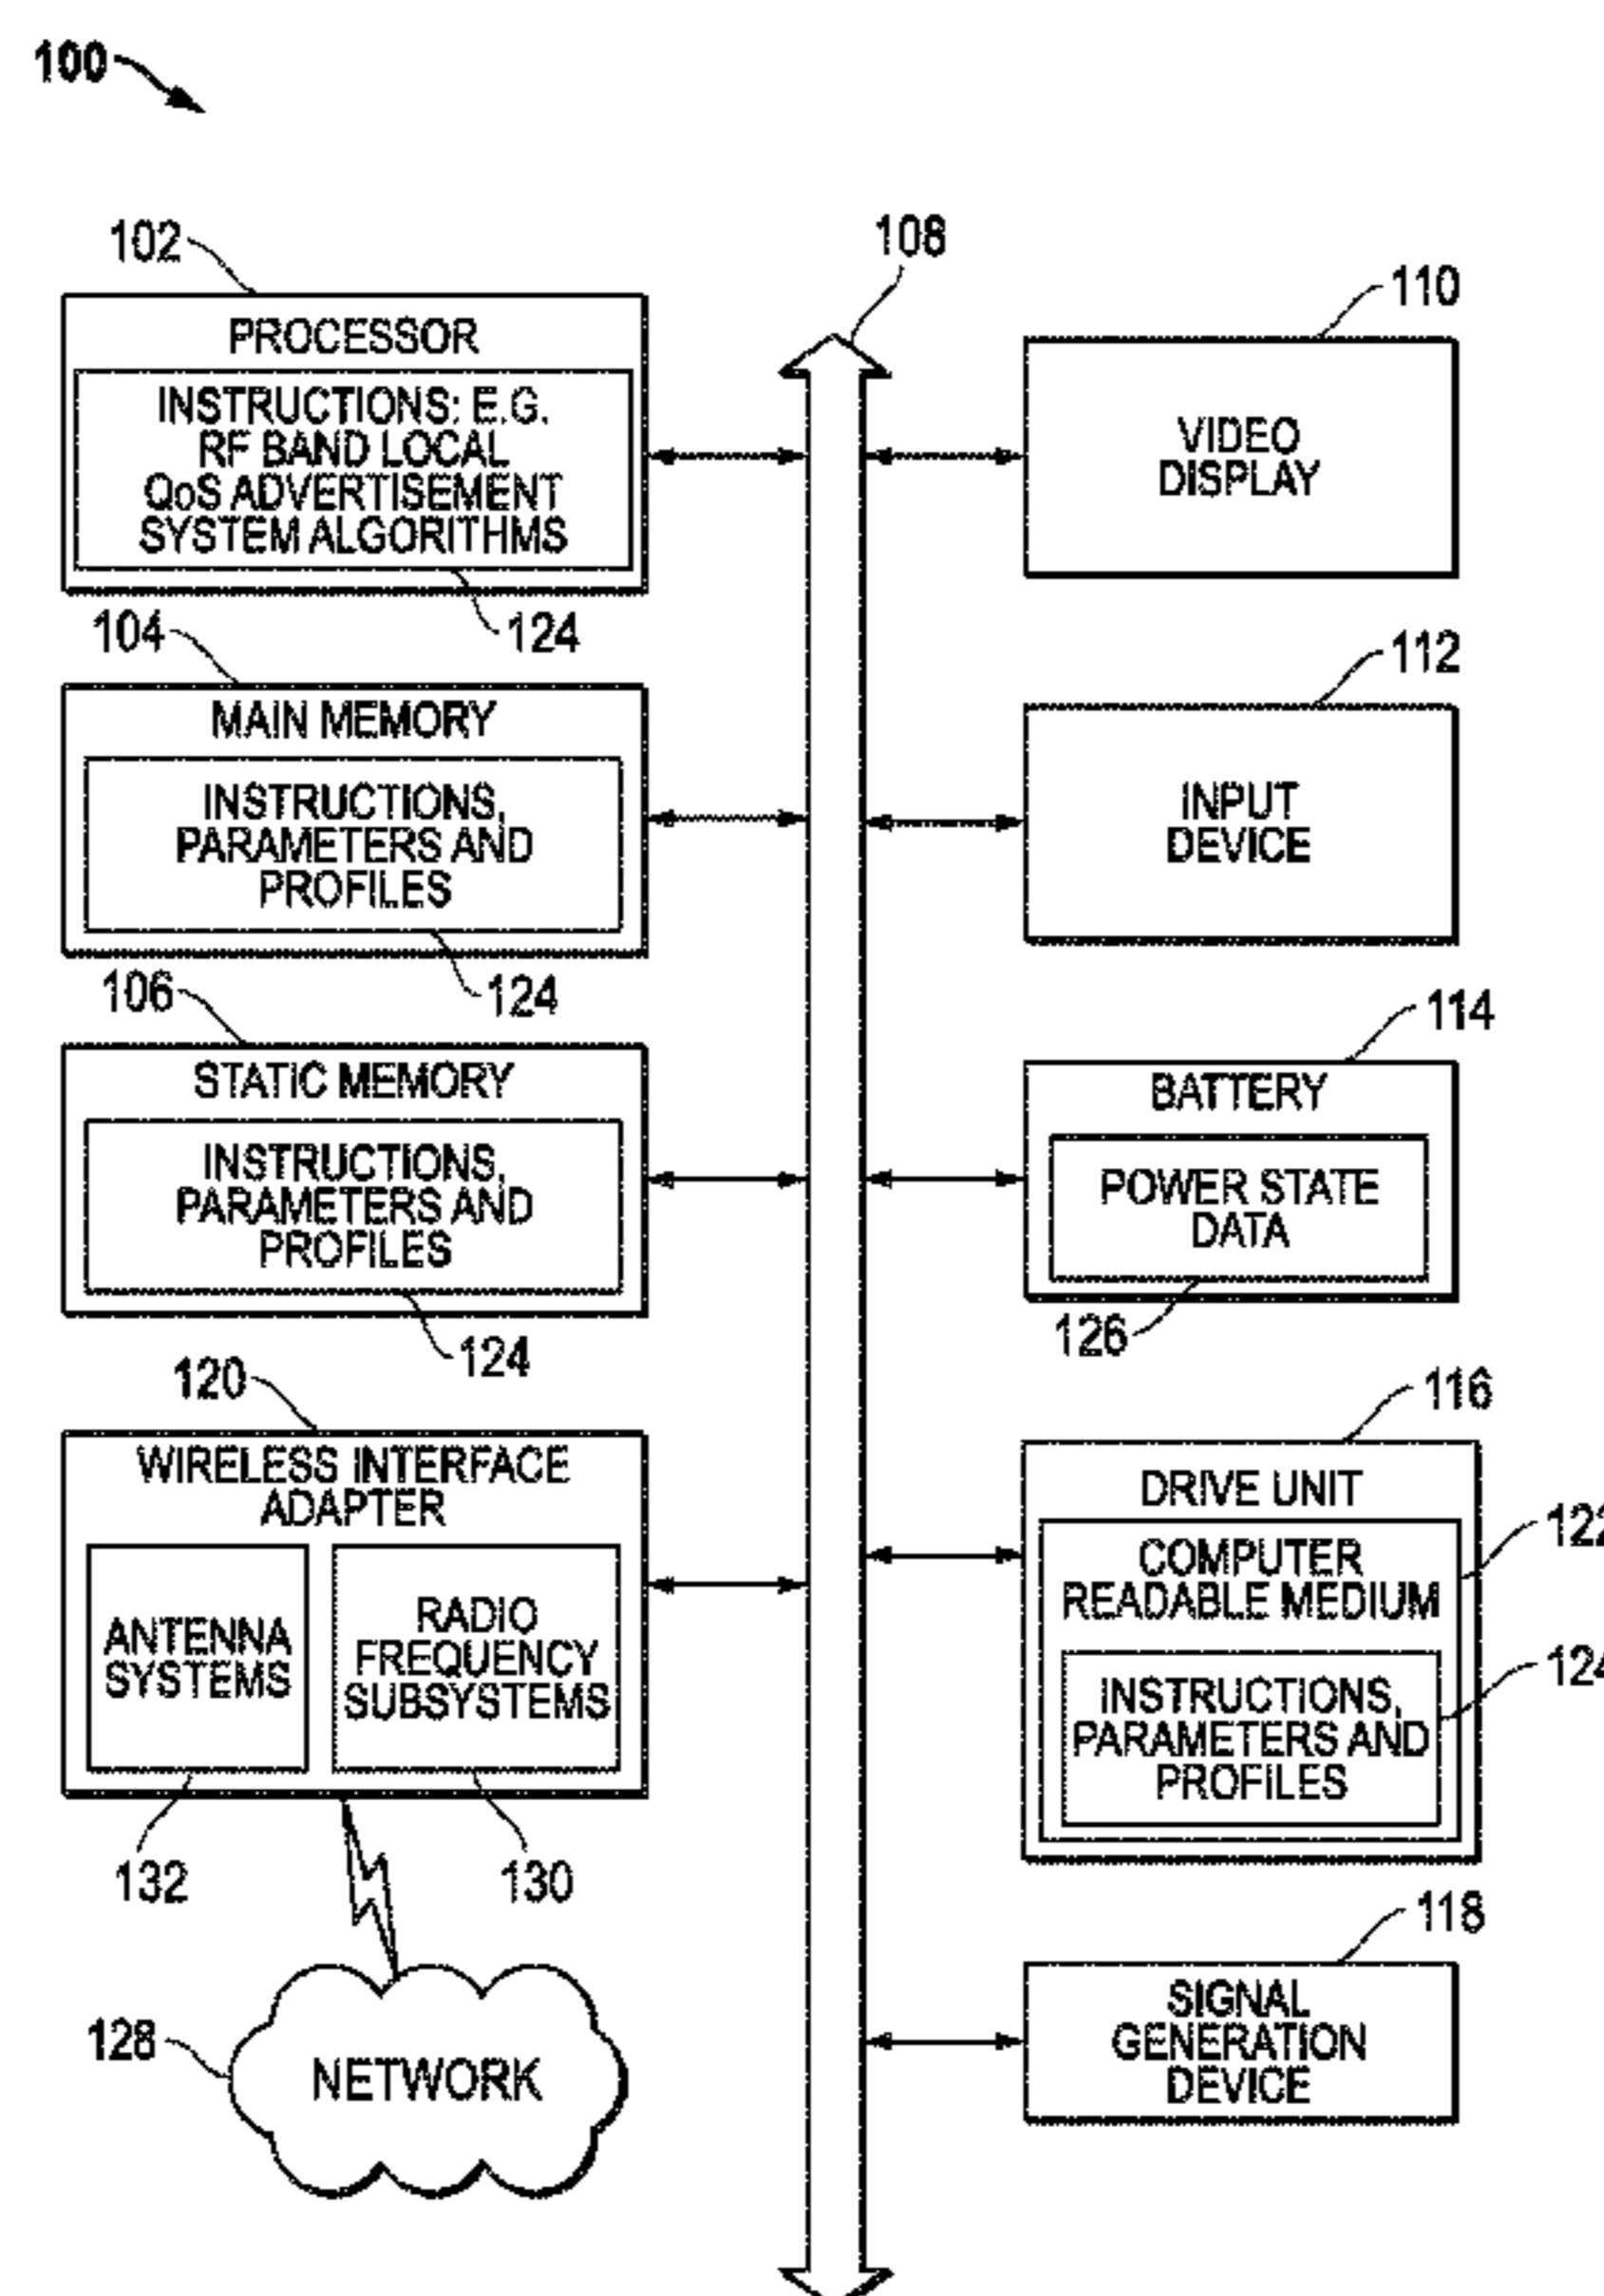 100
102
PROCESSOR
INSTRUCTIONS: E.G.
RF BAND LOCAL
QoS ADVERTISEMENT
SYSTEM ALGORITHMS
124
104
MAIN MEMORY
INSTRUCTIONS,
PARAMETERS AND
PROFILES
124
106
STATIC MEMORY
INSTRUCTIONS,
PARAMETERS AND
PROFILES
124
120
WIRELESS INTERFACE
ADAPTER
ANTENNA
SYSTEMS
RADIO
FREQUENCY
SUBSYSTEMS
132
130
128
NETWORK
108
110
VIDEO
DISPLAY
112
INPUT
DEVICE
114
BATTERY
POWER STATE
DATA
126
116
DRIVE UNIT
122
COMPUTER
READABLE MEDIUM
124
INSTRUCTIONS,
PARAMETERS AND
PROFILES
118
SIGNAL
GENERATION
DEVICE